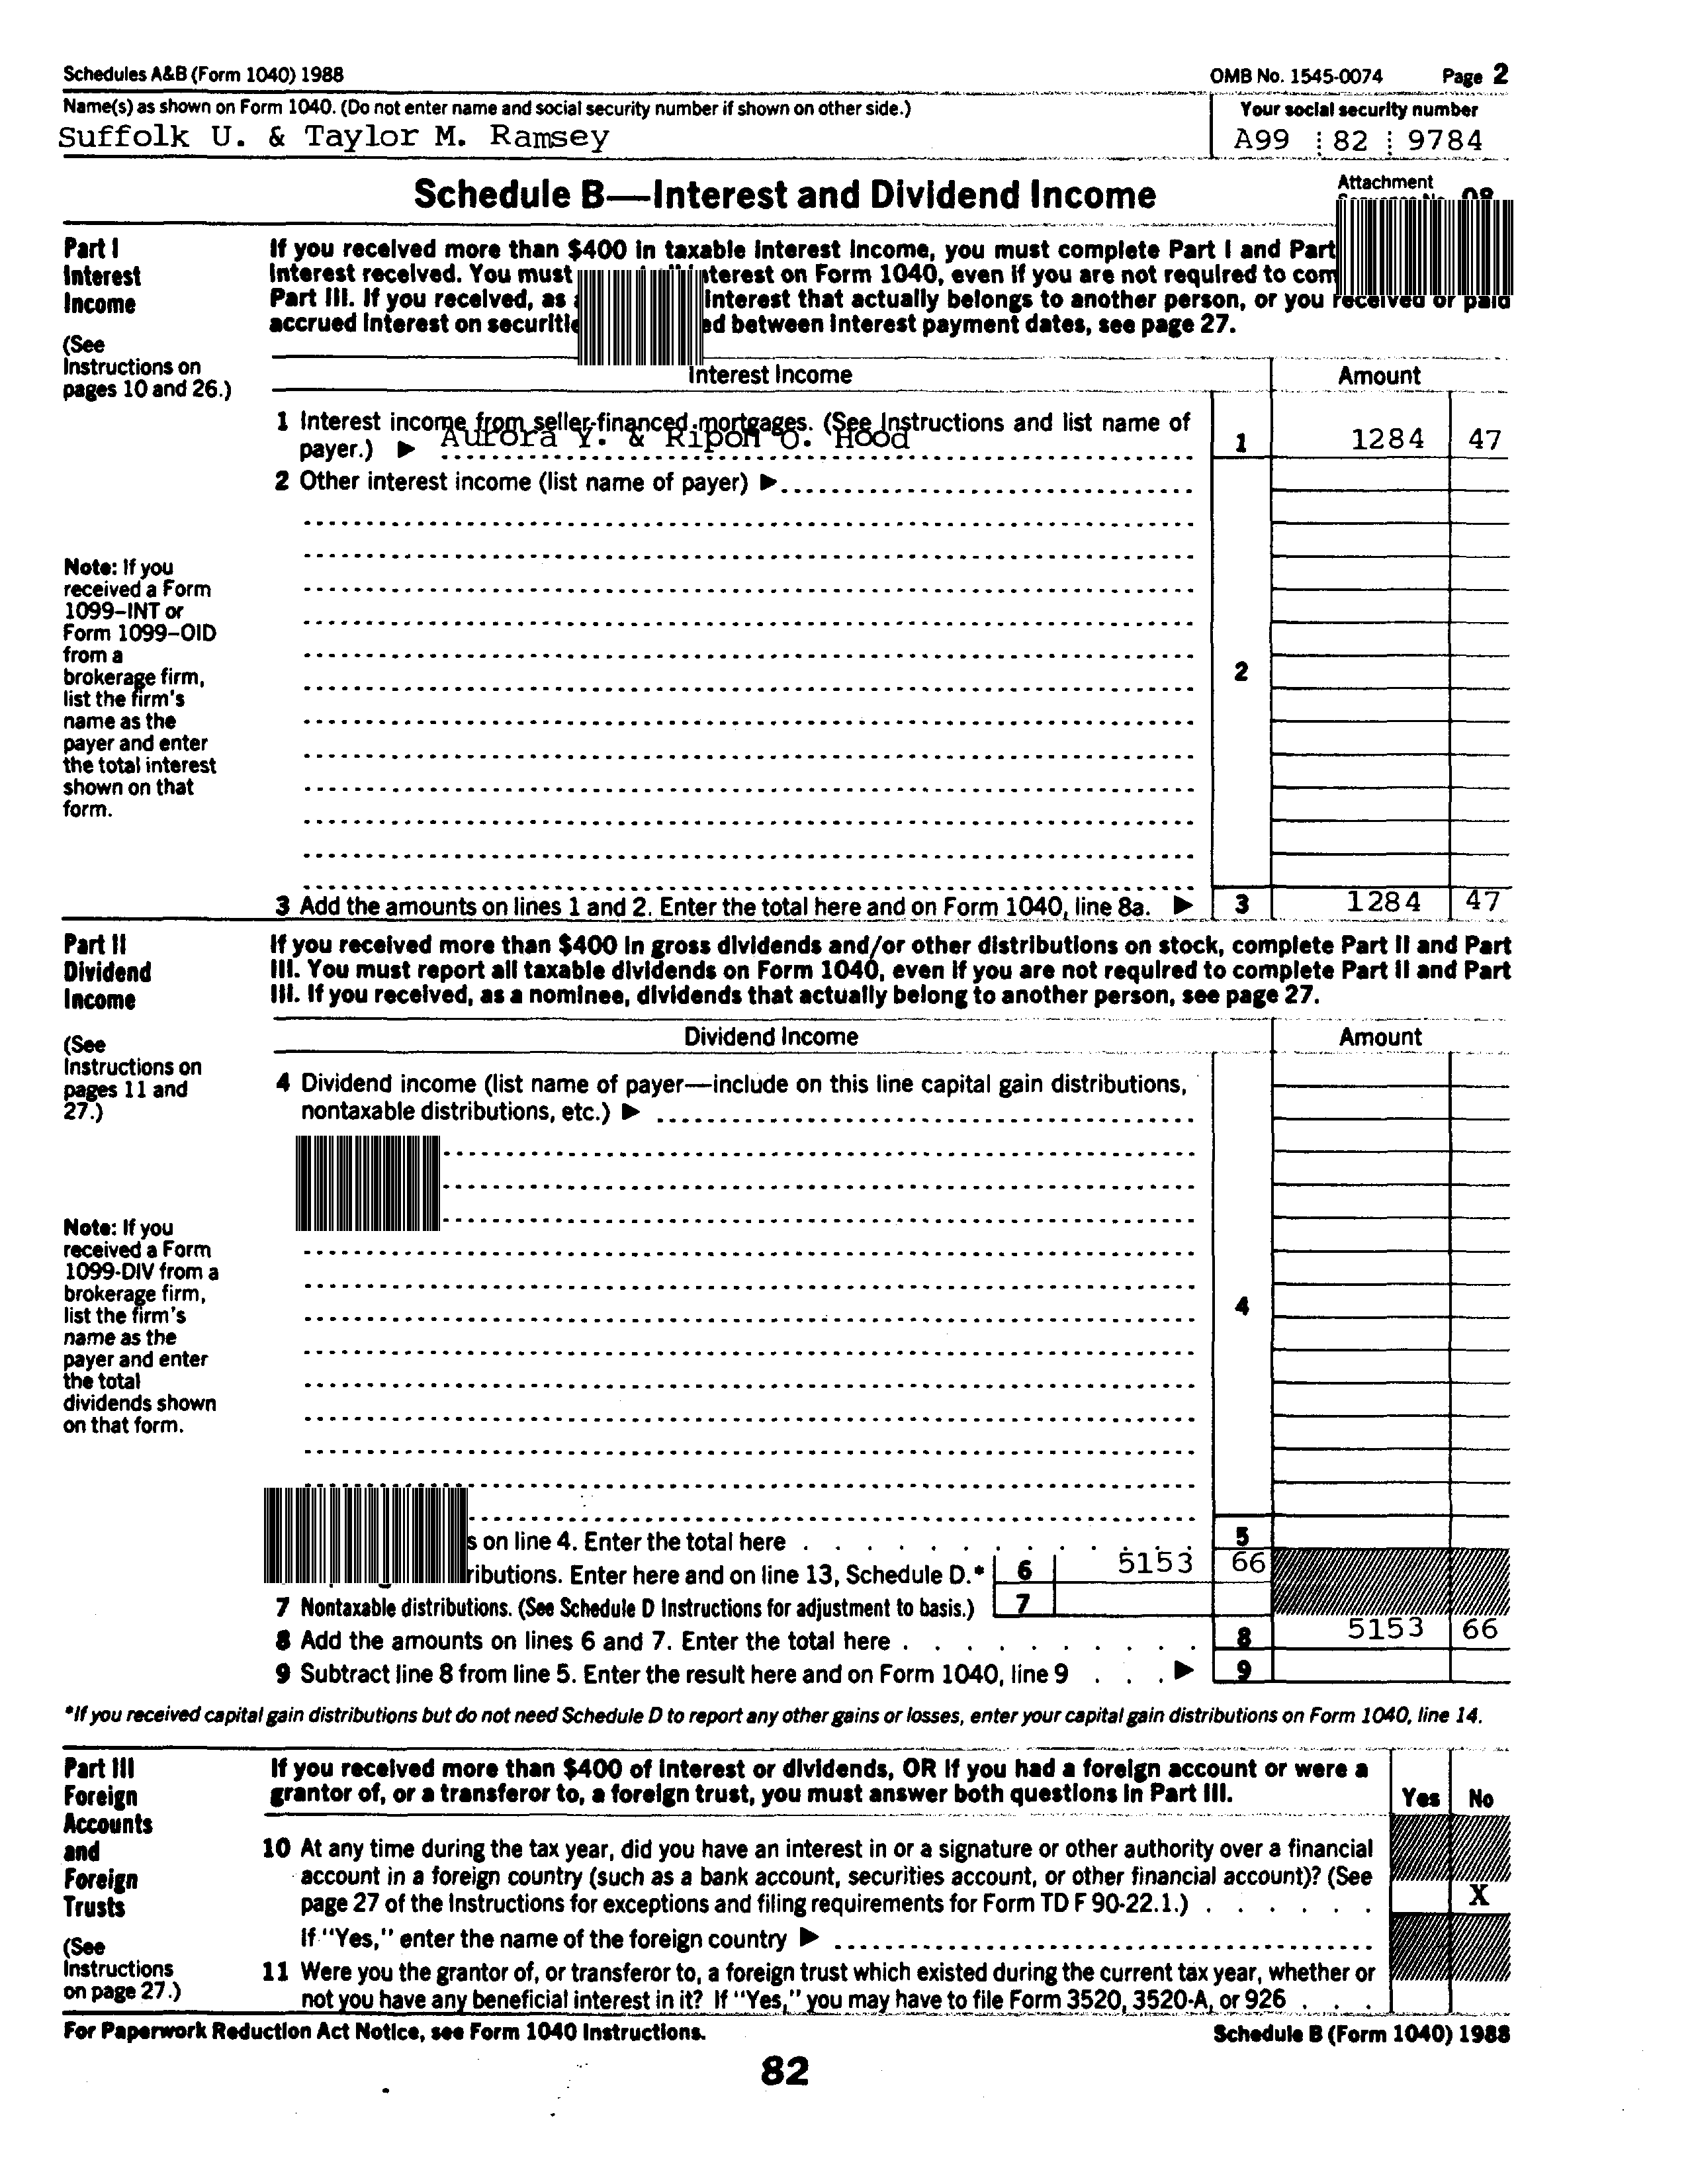 Schedules A&B (Form 1040) 1988 OMB No. 1545-0074 Page 2
Name(s) as shown on Form 1040. (Do not enter name and social security number if shown on other side.) Your social security number
Suffolk U. & Taylor M. Ramsey A99 82 9784
Schedule B—Interest and Dividend Income Attachment
08
Part I
Interest
Income
(See
Instructions on
pages 10 and 26.)
If you received more than $400 in taxable interest income, you must complete Part I and Part
interest received. You must interest on Form 1040, even if you are not required to com
Part III. If you received, as interest that actually belongs to another person, or you received or paid
accrued interest on between interest payment dates, see page 27.
Interest Income Amount
1 Interest income from seller-financed mortgages. (See Instructions and list name of
payer.) ▶ Aurora Y. & Ripon O. Hood 1 1284 47
2 Other interest income (list name of payer) ▶
Note: If you
received a Form
1099–INT or
Form 1099–OID
from a
brokerage firm,
list the firm's
name as the
payer and enter
the total interest
shown on that
form.
2
3 Add the amounts on lines 1 and 2. Enter the total here and on Form 1040, line 8a. ▶ 3 1284 47
Part II
Dividend
Income
(See
Instructions on
pages 11 and
27.)
If you received more than $400 in gross dividends and/or other distributions on stock, complete Part II and Part
III. You must report all taxable dividends on Form 1040, even if you are not required to complete Part II and Part
III. If you received, as a nominee, dividends that actually belong to another person, see page 27.
Dividend Income Amount
4 Dividend income (list name of payer—include on this line capital gain distributions,
nontaxable distributions, etc.) ▶
Note: If you
received a Form
1099-DIV from a
brokerage firm,
list the firm's
name as the
payer and enter
the total
dividends shown
on that form.
4
s on line 4. Enter the total here 5
ributions. Enter here and on line 13, Schedule D.* 6 5153 66
7 Nontaxable distributions. (See Schedule D Instructions for adjustment to basis.) 7
8 Add the amounts on lines 6 and 7. Enter the total here 8 5153 66
9 Subtract line 8 from line 5. Enter the result here and on Form 1040, line 9 ▶ 9
*If you received capital gain distributions but do not need Schedule D to report any other gains or losses, enter your capital gain distributions on Form 1040, line 14.
Part III
Foreign
Accounts
and
Foreign
Trusts
(See
Instructions
on page 27.)
If you received more than $400 of interest or dividends, OR if you had a foreign account or were a
grantor of, or a transferor to, a foreign trust, you must answer both questions in Part III. Yes No
10 At any time during the tax year, did you have an interest in or a signature or other authority over a financial
account in a foreign country (such as a bank account, securities account, or other financial account)? (See
page 27 of the Instructions for exceptions and filing requirements for Form TD F 90-22.1.) X
If "Yes," enter the name of the foreign country ▶
11 Were you the grantor of, or transferor to, a foreign trust which existed during the current tax year, whether or
not you have any beneficial interest in it? If "Yes," you may have to file Form 3520, 3520-A, or 926
For Paperwork Reduction Act Notice, see Form 1040 Instructions. Schedule B (Form 1040) 1988
82